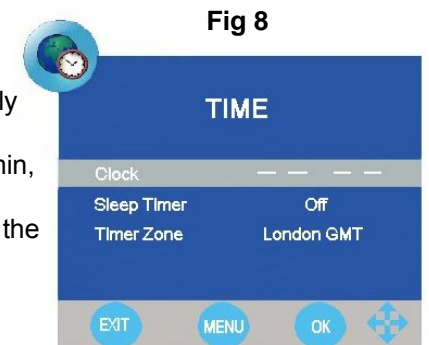 Fig 8
ly
TIME
nin,
Clock — — — —
Sleep Timer Off
the
Timer Zone London GMT
EXIT MENU OK